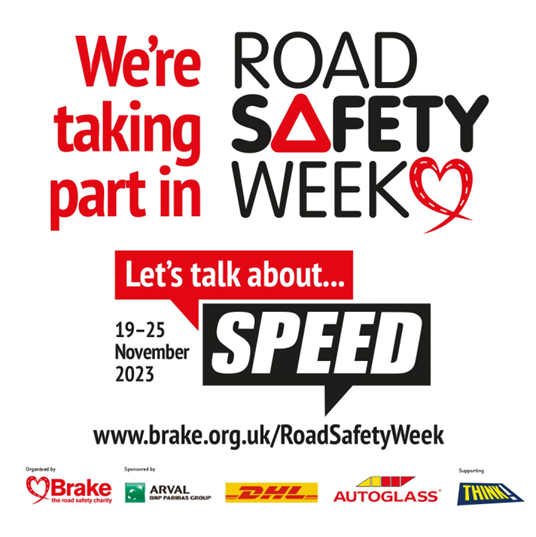 We're
taking
part in
ROAD
SAFETY
WEEK
Let's talk about...
SPEED
19–25
November
2023
www.brake.org.uk/RoadSafetyWeek
Organised by
Brake
the road safety charity
Sponsored by
ARVAL
BNP PARIBAS GROUP
DHL
AUTOGLASS®
Supporting
THINK!